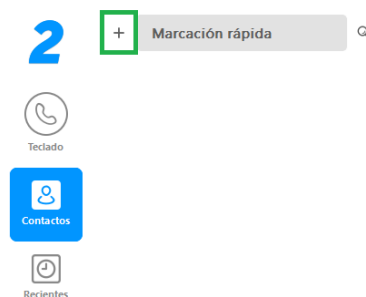 2
+ Marcación rápida
Teclado
Contactos
Recientes